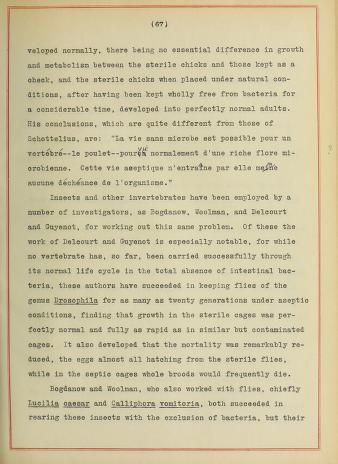 (67)
veloped normally, there being no essential difference in growth
and metabolism between the sterile chicks and those kept as a
check, and the sterile chicks when placed under natural con-
ditions, after having been kept wholly free from bacteria for
a considerable time, developed into perfectly normal adults.
His conclusions, which are quite different from those of
Schottelius, are: "La vie sans microbe est possible pour un
vertébré--le poulet--pourvu normalement d'une riche flore mi-
crobienne. Cette vie aseptique n'entraîne par elle même
aucune déchéance de l'organisme."
Insects and other invertebrates have been employed by a
number of investigators, as Bogdanow, Woolman, and Delcourt
and Guyenot, for working out this same problem. Of these the
work of Delcourt and Guyenot is especially notable, for while
no vertebrate has, so far, been carried successfully through
its normal life cycle in the total absence of intestinal bac-
teria, these authors have succeeded in keeping flies of the
genus Drosophila for as many as twenty generations under aseptic
conditions, finding that growth in the sterile cages was per-
fectly normal and fully as rapid as in similar but contaminated
cages. It also developed that the mortality was remarkably re-
duced, the eggs almost all hatching from the sterile flies,
while in the septic cages whole broods would frequently die.
Bogdanow and Woolman, who also worked with flies, chiefly
Lucilia caesar and Calliphora vomitoria, both succeeded in
rearing these insects with the exclusion of bacteria, but their